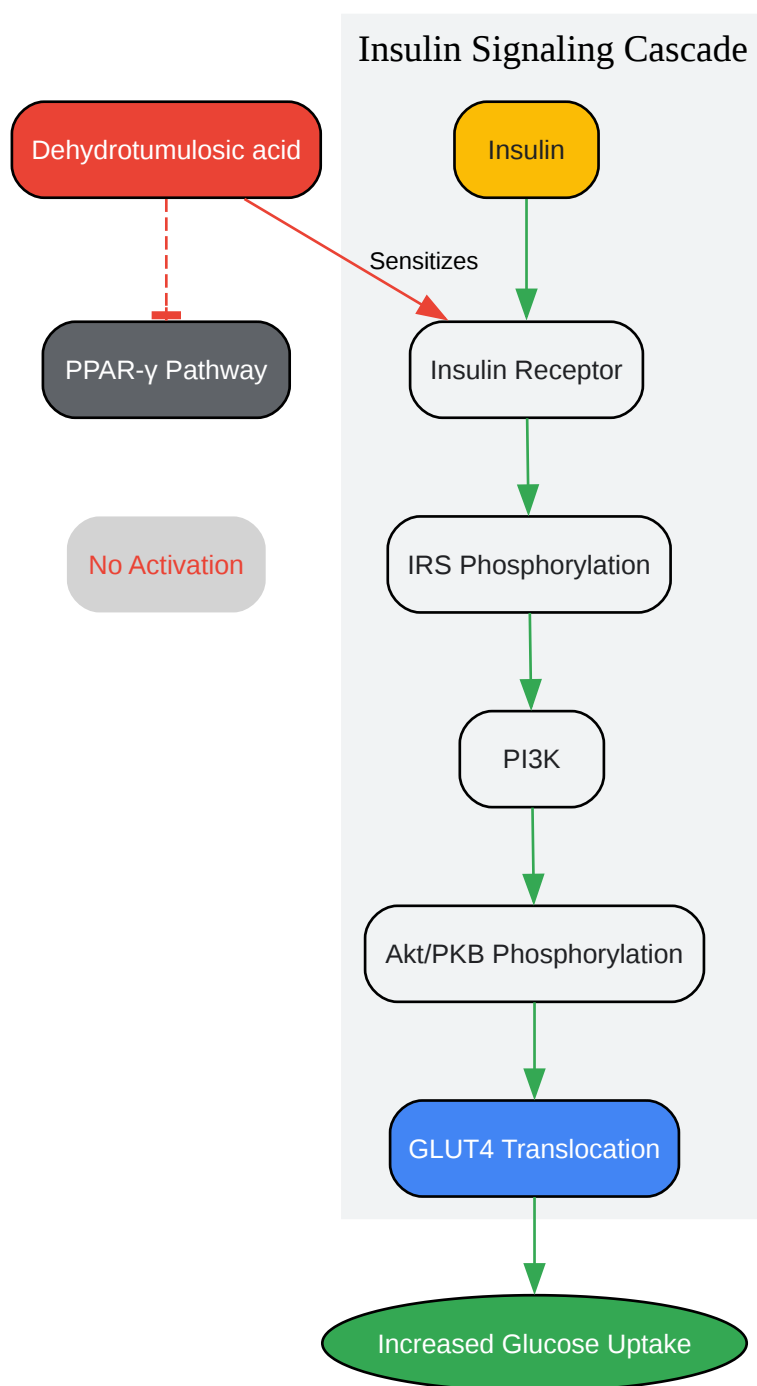 Insulin Signaling Cascade
Dehydrotumulosic acid
Insulin
Sensitizes
PPAR-γ Pathway
Insulin Receptor
No Activation
IRS Phosphorylation
PI3K
Akt/PKB Phosphorylation
GLUT4 Translocation
Increased Glucose Uptake